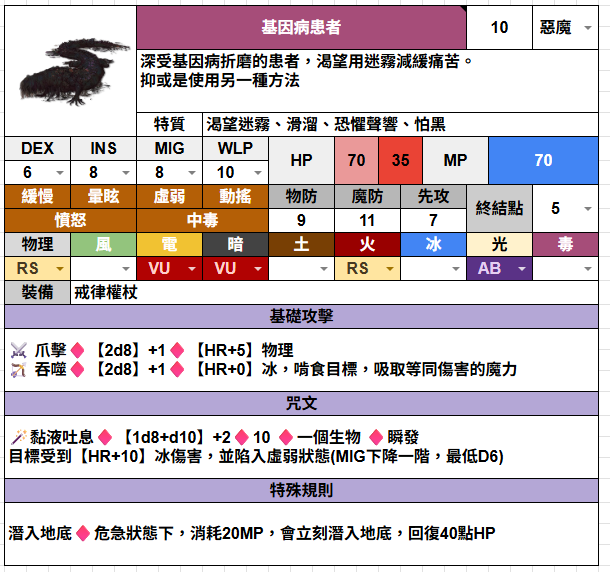 基因病患者 10 惡魔
深受基因病折磨的患者，渴望用迷霧減緩痛苦。
抑或是使用另一種方法
特質 渴望迷霧、滑溜、恐懼聲響、怕黑
DEX INS MIG WLP HP 70 35 MP 70
6 8 8 10
緩慢 暈眩 虛弱 動搖 物防 魔防 先攻 終結點 5
憤怒 中毒 9 11 7
物理 風 電 暗 土 火 冰 光 毒
RS VU VU RS AB
裝備 戒律權杖
基礎攻擊
⚔️ 爪擊♦【2d8】+1♦【HR+5】物理
🏹 吞噬♦【2d8】+1♦【HR+0】冰，啃食目標，吸取等同傷害的魔力
咒文
🪄黏液吐息♦【1d8+d10】+2♦10 ♦一個生物 ♦瞬發
目標受到【HR+10】冰傷害，並陷入虛弱狀態(MIG下降一階，最低D6)
特殊規則
潛入地底♦危急狀態下，消耗20MP，會立刻潛入地底，回復40點HP